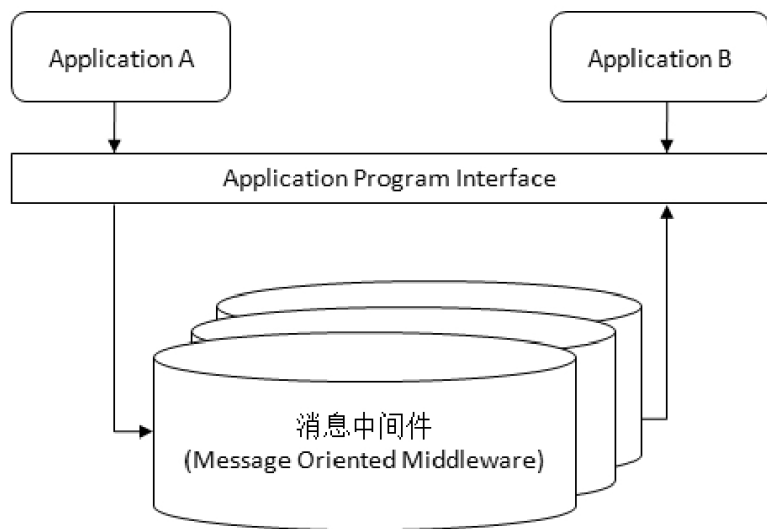 Application A
Application B
Application Program Interface
消息中间件
(Message Oriented Middleware)